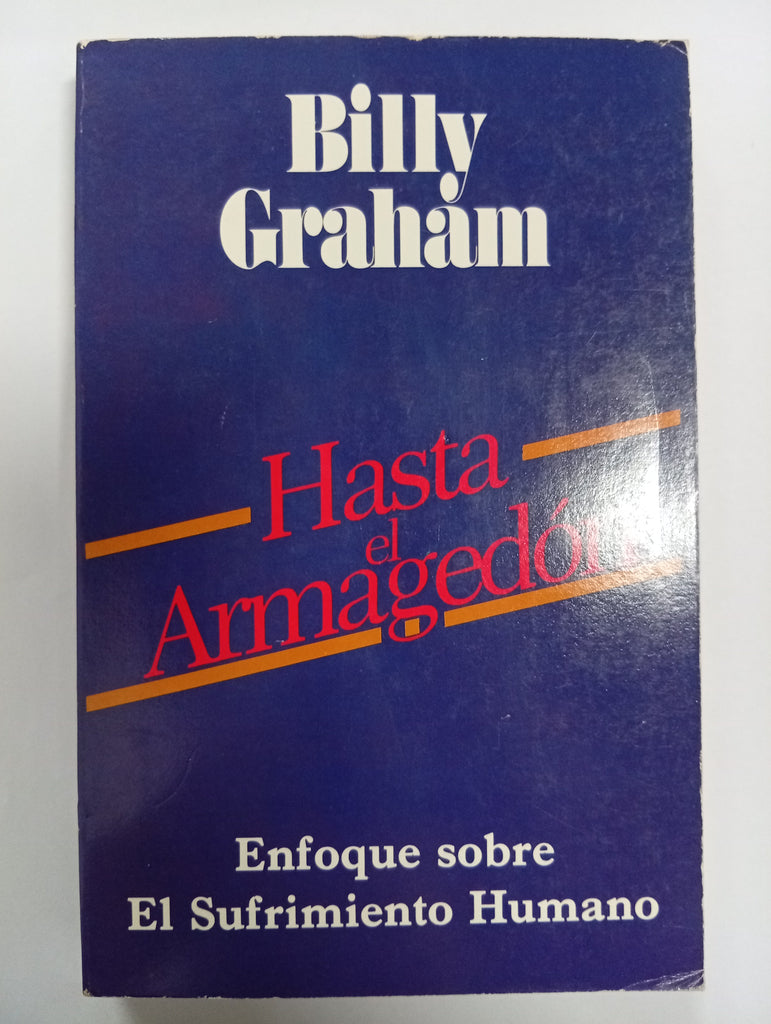 Billy
Graham
Hasta
el
Armagedón
Enfoque sobre
El Sufrimiento Humano